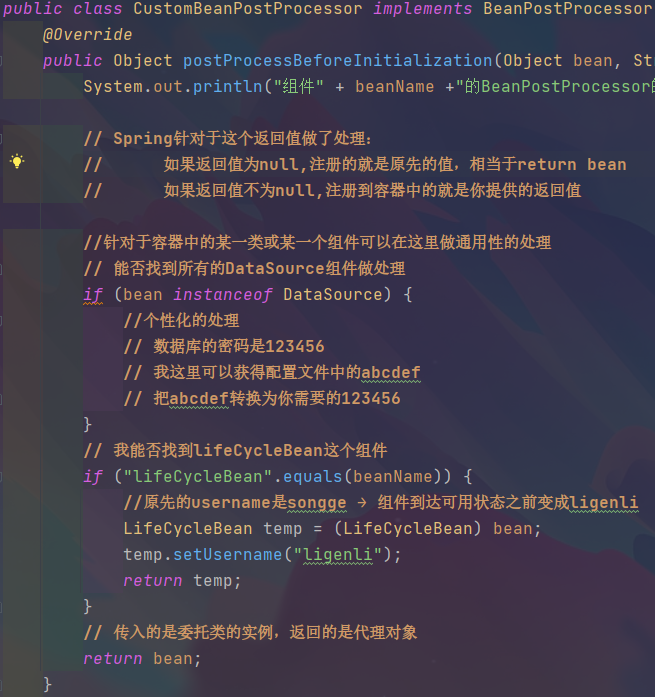 public class CustomBeanPostProcessor implements BeanPostProcessor
@Override
public Object postProcessBeforeInitialization(Object bean, St
System.out.println("组件" + beanName +"的BeanPostProcessor的
// Spring针对于这个返回值做了处理:
// 如果返回值为null,注册的就是原先的值，相当于return bean
// 如果返回值不为null,注册到容器中的就是你提供的返回值
//针对于容器中的某一类或某一个组件可以在这里做通用性的处理
// 能否找到所有的DataSource组件做处理
if (bean instanceof DataSource) {
//个性化的处理
// 数据库的密码是123456
// 我这里可以获得配置文件中的abcdef
// 把abcdef转换为你需要的123456
}
// 我能否找到lifeCycleBean这个组件
if ("lifeCycleBean".equals(beanName)) {
//原先的username是songge → 组件到达可用状态之前变成ligenli
LifeCycleBean temp = (LifeCycleBean) bean;
temp.setUsername("ligenli");
return temp;
}
// 传入的是委托类的实例，返回的是代理对象
return bean;
}